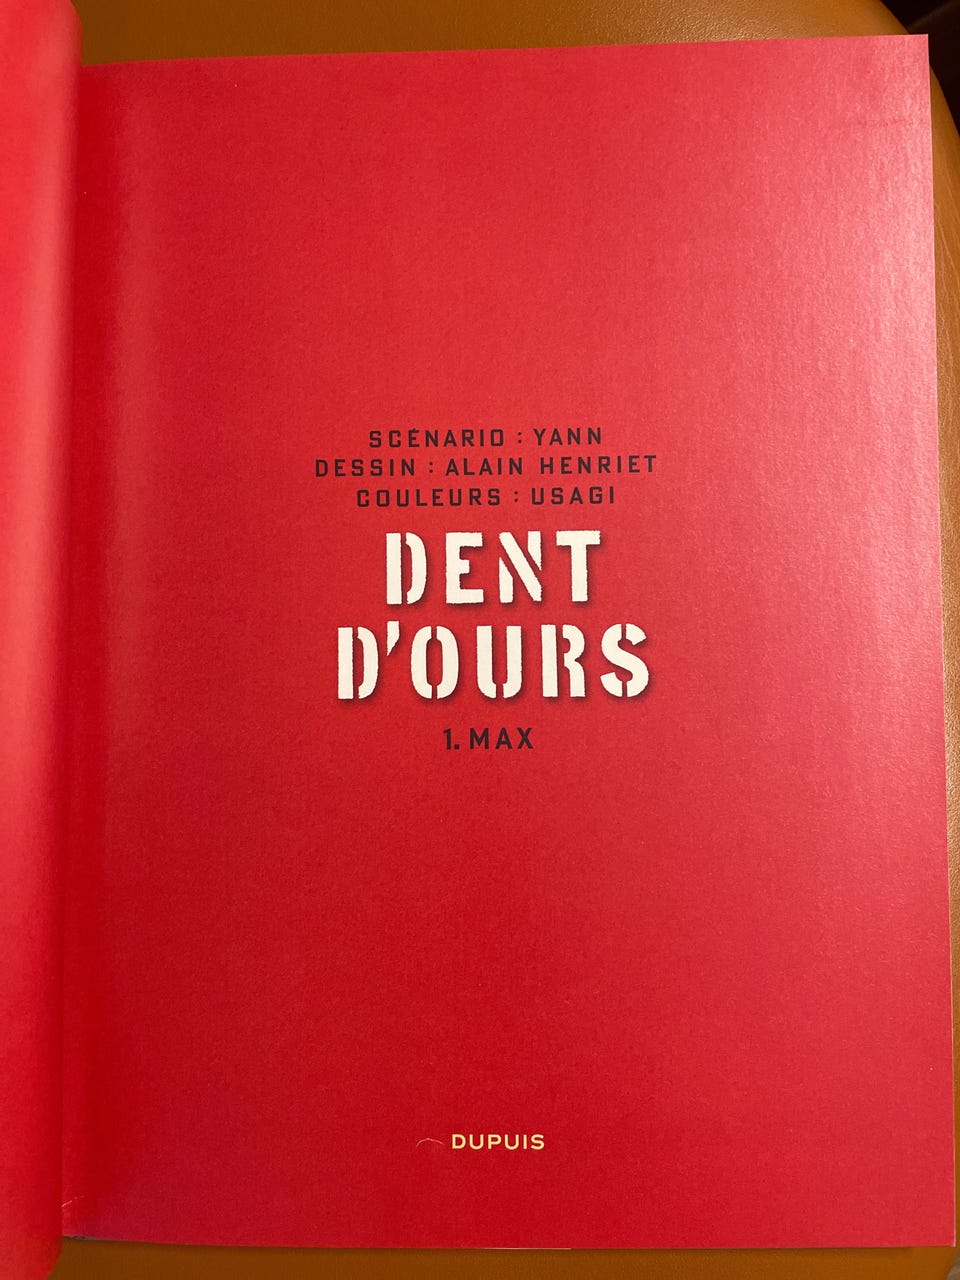 SCÉNARIO : YANN
DESSIN : ALAIN HENRIET
COULEURS : USAGI
DENT
D'OURS
1. MAX
DUPUIS